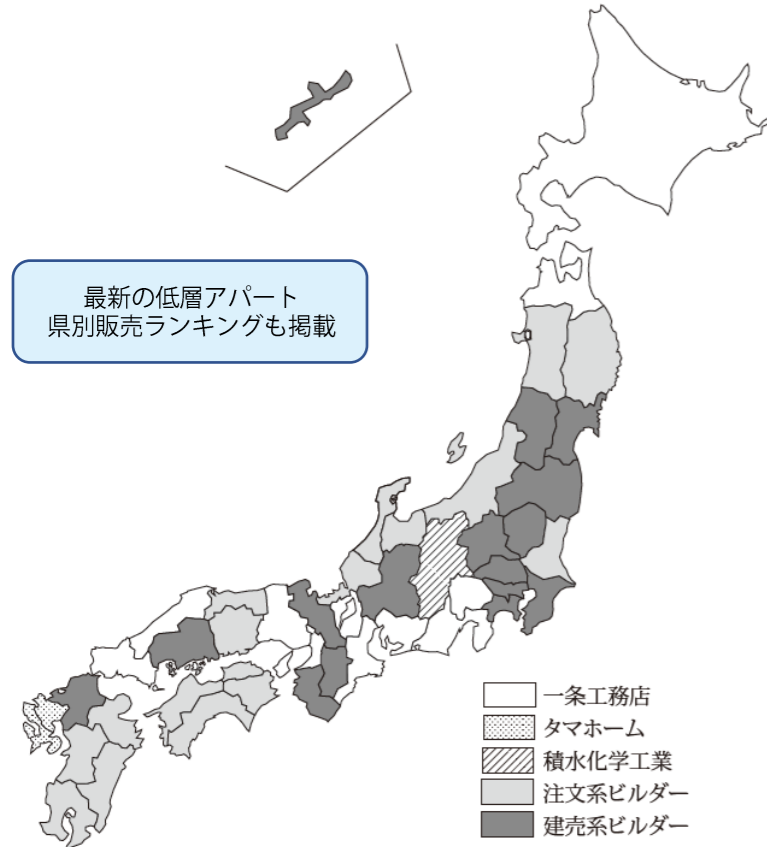 最新の低層アパート
県別販売ランキングも掲載
一条工務店
タマホーム
積水化学工業
注文系ビルダー
建売系ビルダー